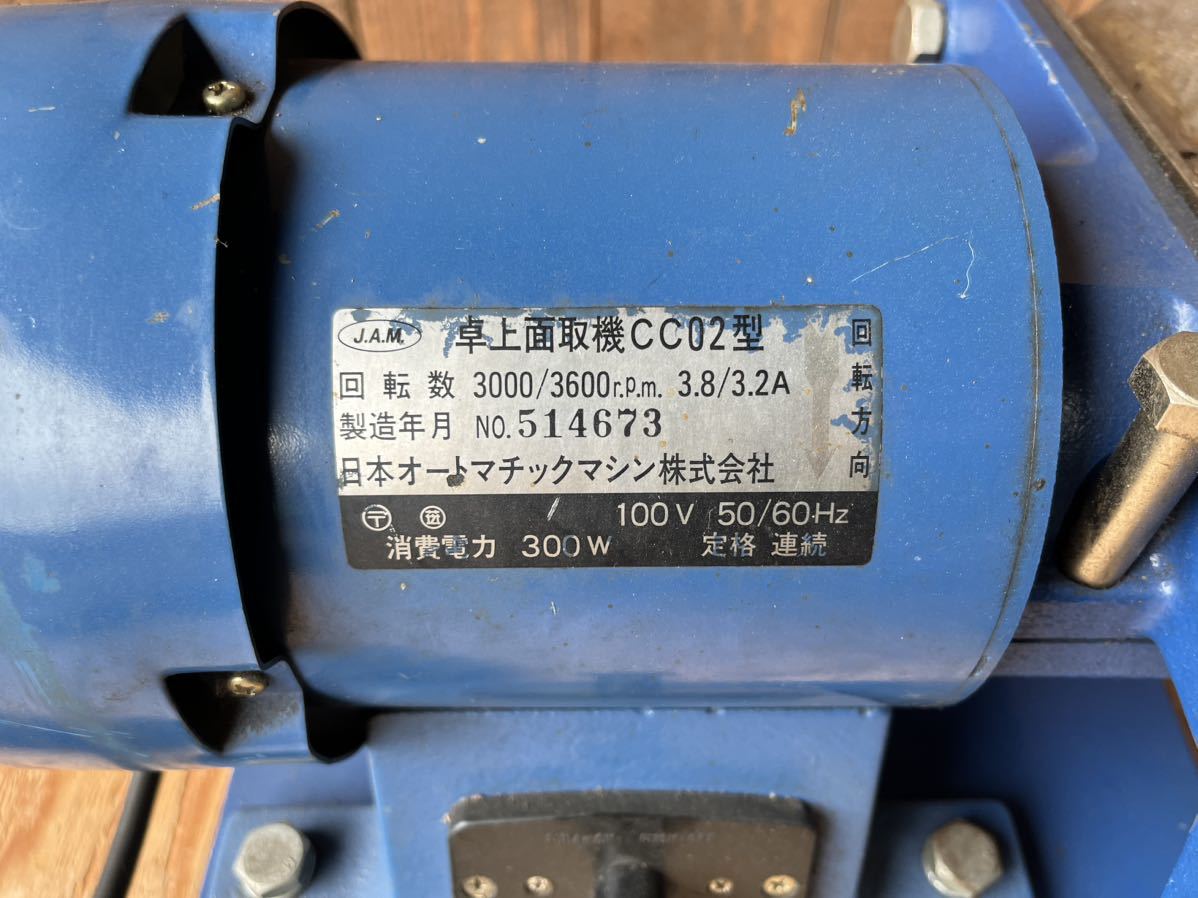 J.A.M. 卓上面取機CC02型
回転数 3000/3600r.p.m. 3.8/3.2A
製造年月 NO. 514673
日本オートマチックマシン株式会社
回転方向
〒 100V 50/60Hz
消費電力 300W 定格 連続